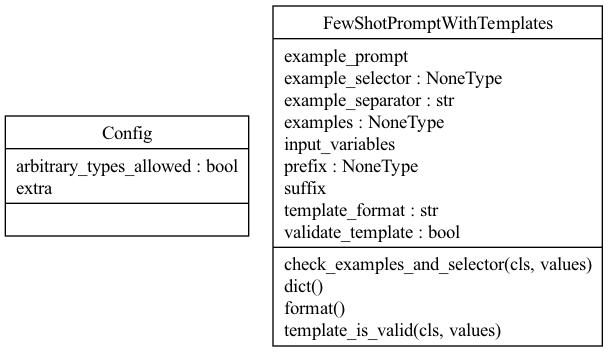 Config
arbitrary_types_allowed : bool
extra
FewShotPromptWithTemplates
example_prompt
example_selector : NoneType
example_separator : str
examples : NoneType
input_variables
prefix : NoneType
suffix
template_format : str
validate_template : bool
check_examples_and_selector(cls, values)
dict()
format()
template_is_valid(cls, values)